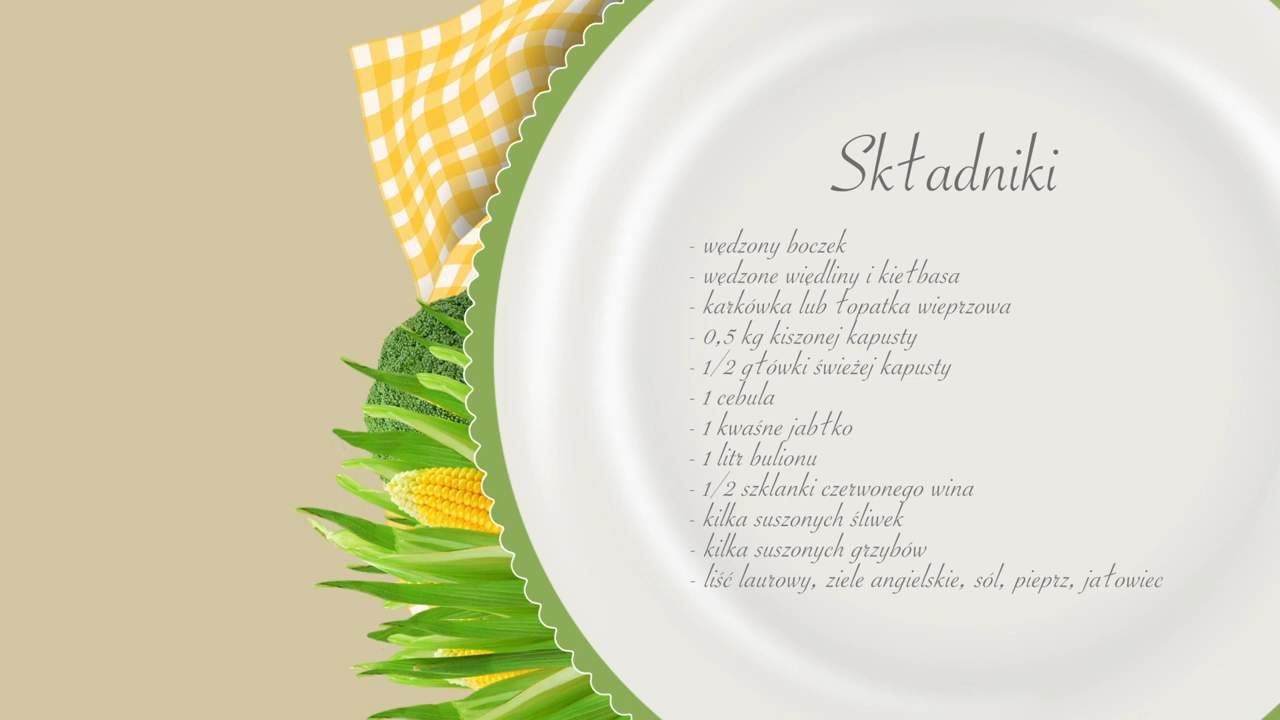 Składniki
- wędzony boczek
- wędzone więdliny i kiełbasa
- karkówka lub łopatka wieprzowa
- 0,5 kg kiszonej kapusty
- 1/2 główki świeżej kapusty
- 1 cebula
- 1 kwaśne jabłko
- 1 litr bulionu
- 1/2 szklanki czerwonego wina
- kilka suszonych śliwek
- kilka suszonych grzybów
- liść laurowy, ziele angielskie, sól, pieprz, jałowiec